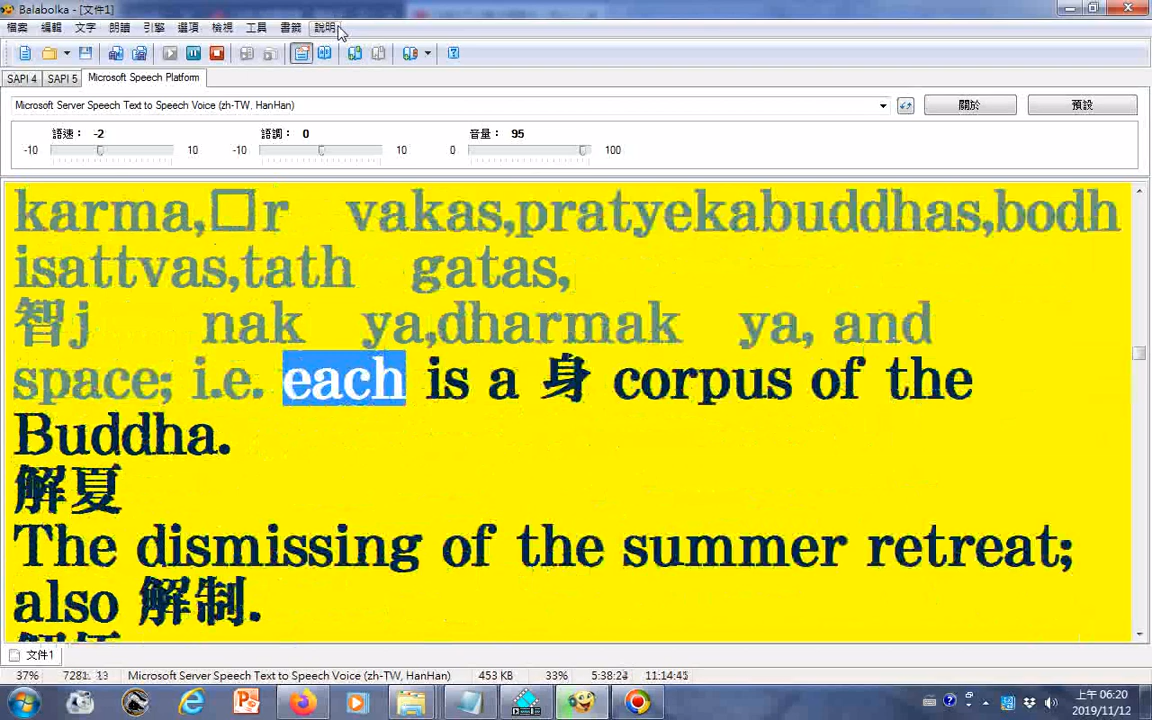 Balabolka - [文件1]
檔案 編輯 文字 朗讀 引擎 選項 檢視 工具 書籤 說明
SAPI 4 SAPI 5 Microsoft Speech Platform
Microsoft Server Speech Text to Speech Voice (zh-TW, HanHan) 關於 預設
語速： -2 語調： 0 音量： 95
-10 10 -10 10 0 100
karma,□r vakas,pratyekabuddhas,bodh
isattvas,tath gatas,
智j nak ya,dharmak ya, and
space; i.e. each is a 身 corpus of the
Buddha.
解夏
The dismissing of the summer retreat;
also 解制.
文件1
37% 7281: 13 Microsoft Server Speech Text to Speech Voice (zh-TW, HanHan) 453 KB 33% 5:38:24 11:14:45
上午 06:20
2019/11/12